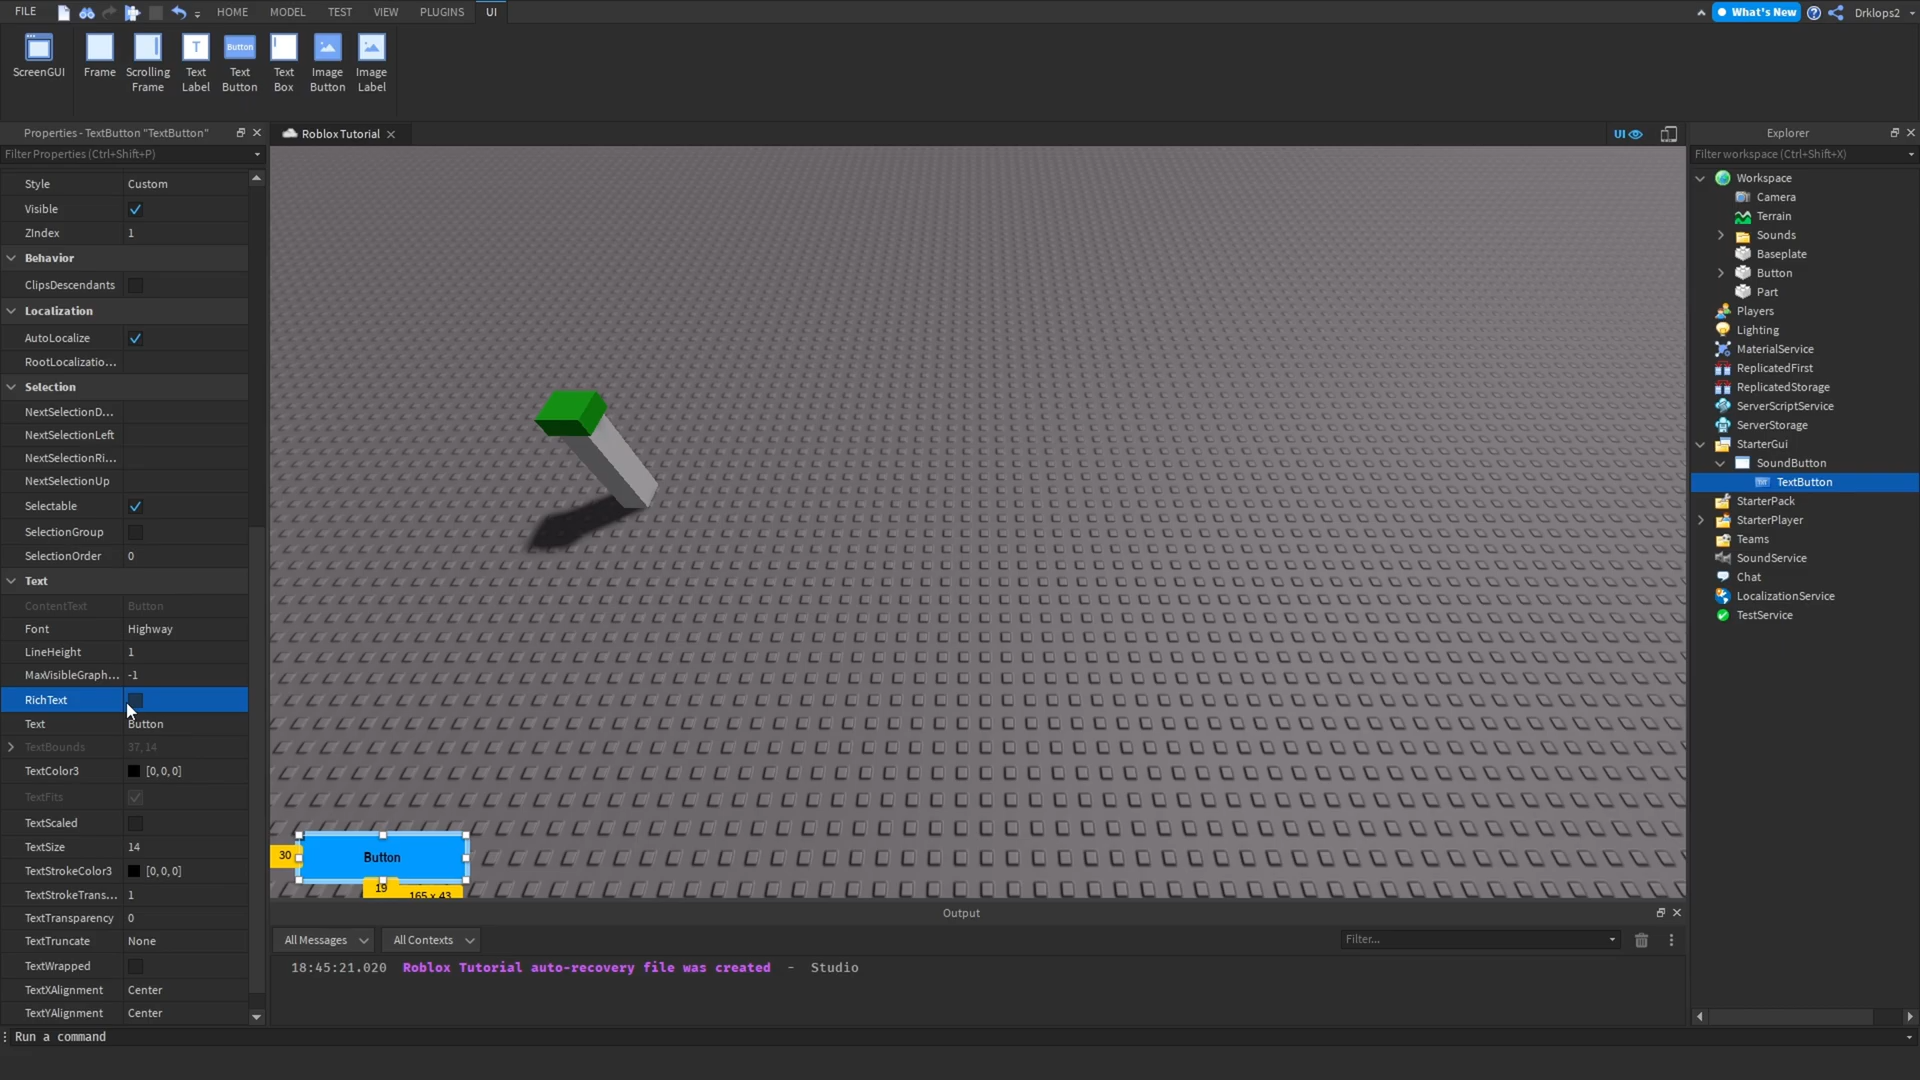 FILE
HOME
MODEL
TEST
VIEW
PLUGINS
UI
What's New
Drklops2
ScreenGUI
Frame
Scrolling
Frame
T
Text
Label
Button
Text
Button
Text
Box
Image
Button
Image
Label
Properties - TextButton "TextButton"
Filter Properties (Ctrl+Shift+P)
Style Custom
Visible
ZIndex 1
Behavior
ClipsDescendants
Localization
AutoLocalize
RootLocalizatio...
Selection
NextSelectionD...
NextSelectionLeft
NextSelectionRi...
NextSelectionUp
Selectable
SelectionGroup
SelectionOrder 0
Text
ContentText Button
Font Highway
LineHeight 1
MaxVisibleGraph... -1
RichText
Text Button
TextBounds 37, 14
TextColor3 [0, 0, 0]
TextFits
TextScaled
TextSize 14
TextStrokeColor3 [0, 0, 0]
TextStrokeTrans... 1
TextTransparency 0
TextTruncate None
TextWrapped
TextXAlignment Center
TextYAlignment Center
Roblox Tutorial
UI
30
Button
19
165 x 43
Output
All Messages
All Contexts
Filter...
18:45:21.020 Roblox Tutorial auto-recovery file was created - Studio
Explorer
Filter workspace (Ctrl+Shift+X)
Workspace
Camera
Terrain
Sounds
Baseplate
Button
Part
Players
Lighting
MaterialService
ReplicatedFirst
ReplicatedStorage
ServerScriptService
ServerStorage
StarterGui
SoundButton
TextButton
StarterPack
StarterPlayer
Teams
SoundService
Chat
LocalizationService
TestService
Run a command